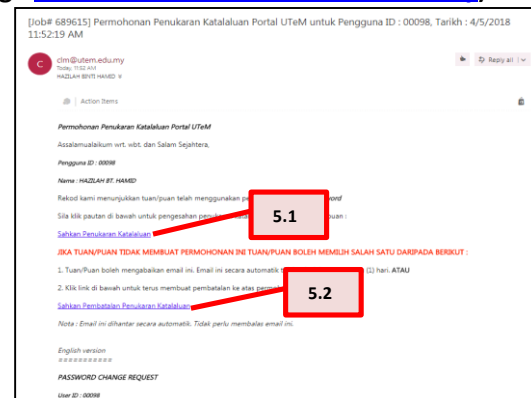 [Job# 689615] Permohonan Penukaran Katalaluan Portal UTeM untuk Pengguna ID : 00098, Tarikh : 4/5/2018
11:52:19 AM
C
clm@utem.edu.my
Today, 11:52 AM
HAZILAH BINTI HAMID
Reply all
Action Items
Permohonan Penukaran Katalaluan Portal UTeM
Assalamualaikum wrt. wbt. dan Salam Sejahtera,
Pengguna ID : 00098
Nama : HAZILAH BT. HAMID
Rekod kami menunjukkan tuan/puan telah menggunakan
Sila klik pautan di bawah untuk pengesahan
5.1
Sahkan Penukaran Katalaluan
JIKA TUAN/PUAN TIDAK MEMBUAT PERMOHONAN INI TUAN/PUAN BOLEH MEMILIH SALAH SATU DARIPADA BERIKUT :
1. Tuan/Puan boleh mengabaikan email ini. Email ini secara automatik (1) hari. ATAU
2. Klik link di bawah untuk terus membuat pembatalan ke atas
5.2
Sahkan Pembatalan Penukaran Katalaluan
Nota : Email ini dihantar secara automatik. Tidak perlu membalas email ini.
English version
===========
PASSWORD CHANGE REQUEST
User ID : 00098